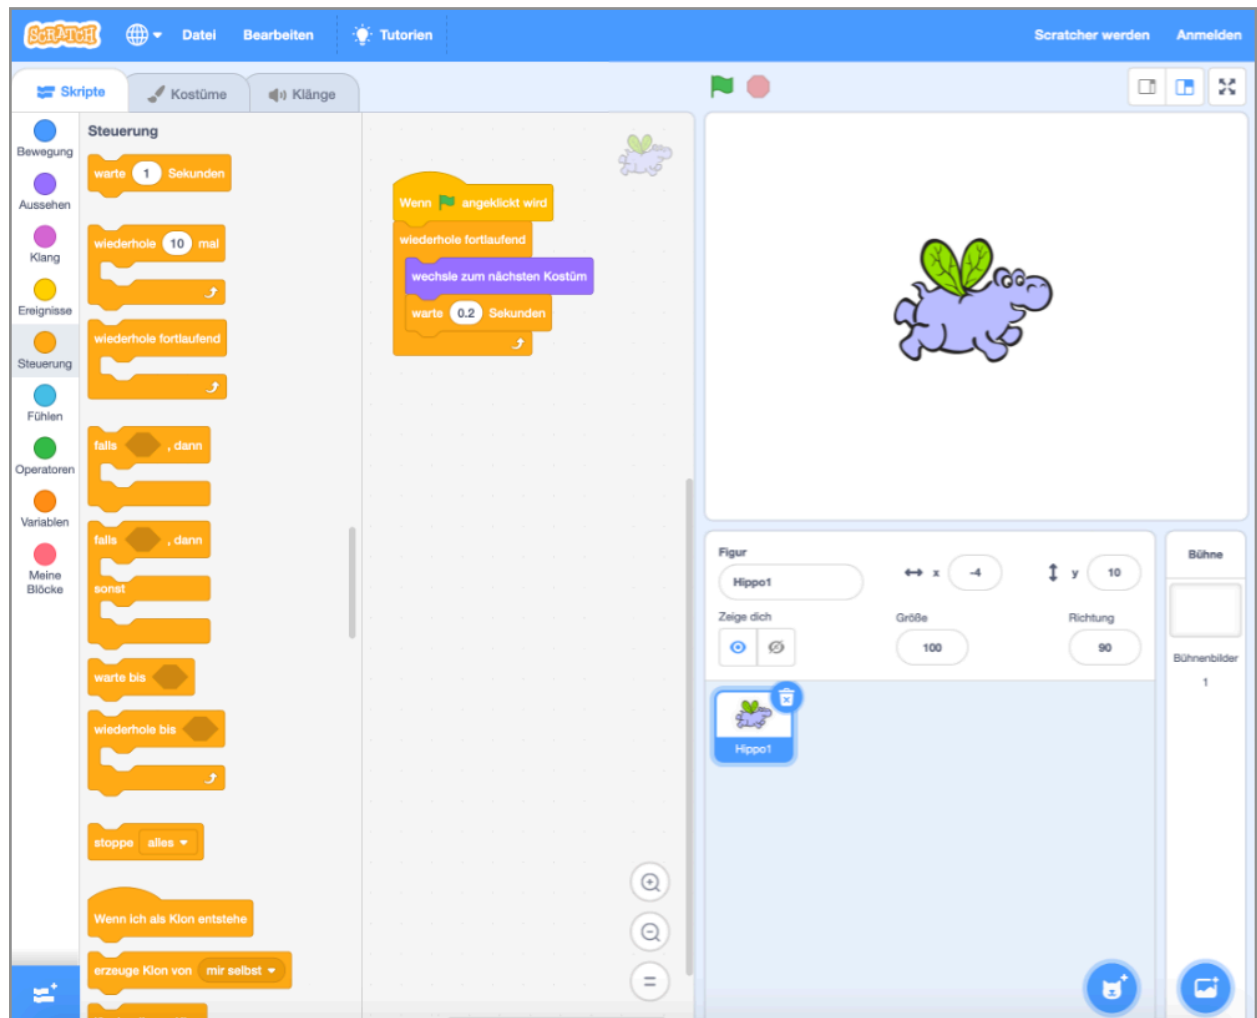 SCRATCH
Datei
Bearbeiten
Tutorien
Scratcher werden
Anmelden
Skripte
Kostüme
Klänge
Bewegung
Aussehen
Klang
Ereignisse
Steuerung
Fühlen
Operatoren
Variablen
Meine
Blöcke
Steuerung
warte 1 Sekunden
wiederhole 10 mal
wiederhole fortlaufend
falls , dann
falls , dann
sonst
warte bis
wiederhole bis
stoppe alles
Wenn ich als Klon entstehe
erzeuge Klon von mir selbst
Wenn angeklickt wird
wiederhole fortlaufend
wechsle zum nächsten Kostüm
warte 0.2 Sekunden
Figur
Hippo1
x -4
y 10
Zeige dich
Größe
100
Richtung
90
Hippo1
Bühne
Bühnenbilder
1